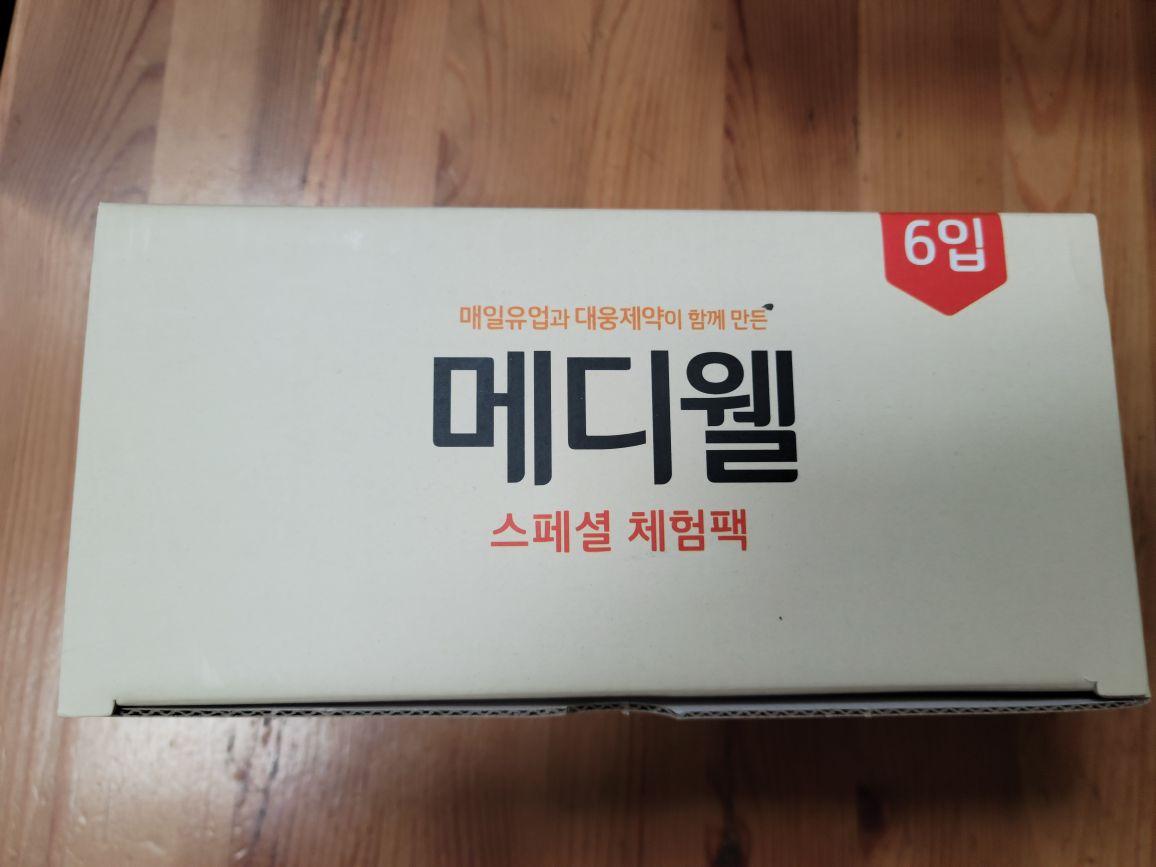 6입
매일유업과 대웅제약이 함께 만든
메디웰
스페셜 체험팩